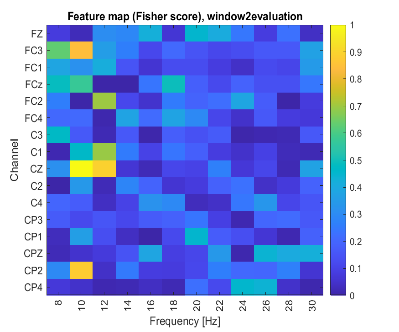 Feature map (Fisher score), window2evaluation
Channel
FZ
FC3
FC1
FCz
FC2
FC4
C3
C1
CZ
C2
C4
CP3
CP1
CPZ
CP2
CP4
8 10 12 14 16 18 20 22 24 26 28 30
Frequency [Hz]
1
0.9
0.8
0.7
0.6
0.5
0.4
0.3
0.2
0.1
0